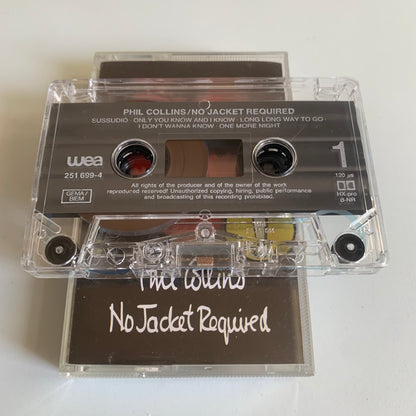 PHIL COLLINS/NO JACKET REQUIRED
SUSSUDIO · ONLY YOU KNOW AND I KNOW · LONG LONG WAY TO GO ·
I DON'T WANNA KNOW · ONE MORE NIGHT
wea
251 699-4
1
120 µs
GEMA/
BIEM
HX-pro
B-NR
All rights of the producer and of the owner of the work
reproduced reserved! Unauthorized copying, hiring, public performance
and broadcasting of this recording prohibited.
Phil Collins
No Jacket Required